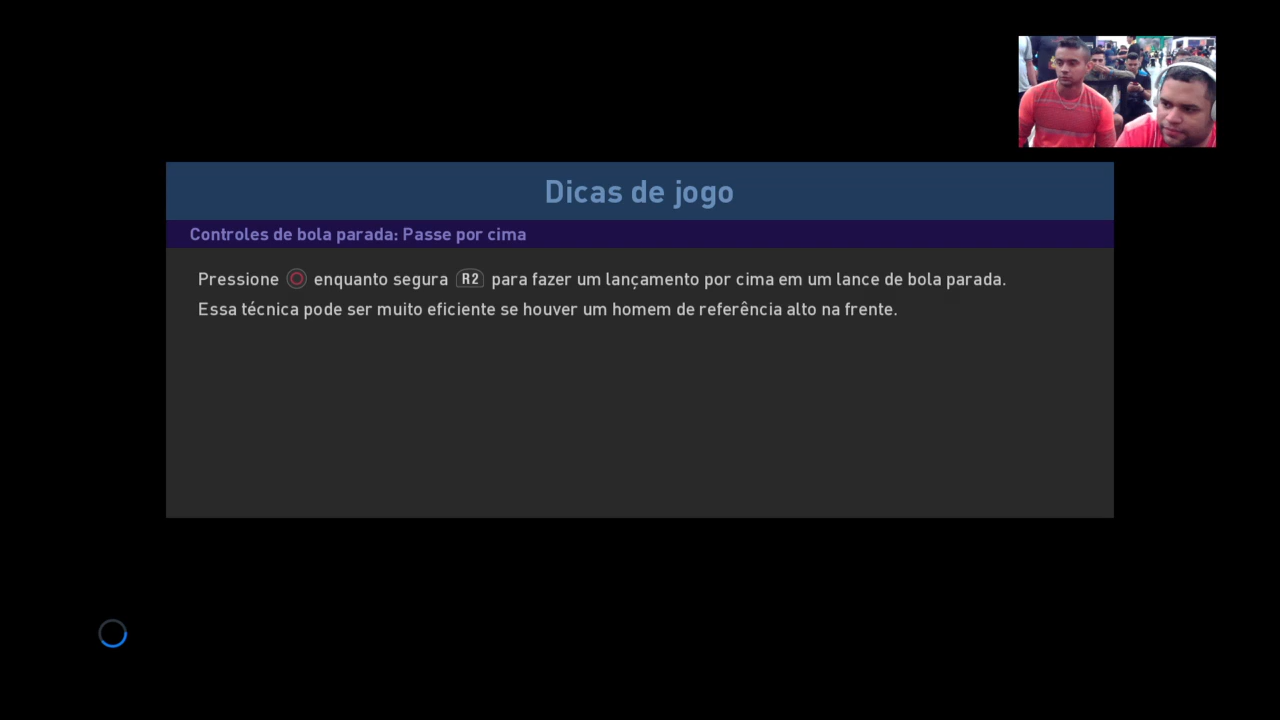 Dicas de jogo
Controles de bola parada: Passe por cima
Pressione enquanto segura R2 para fazer um lançamento por cima em um lance de bola parada.
Essa técnica pode ser muito eficiente se houver um homem de referência alto na frente.